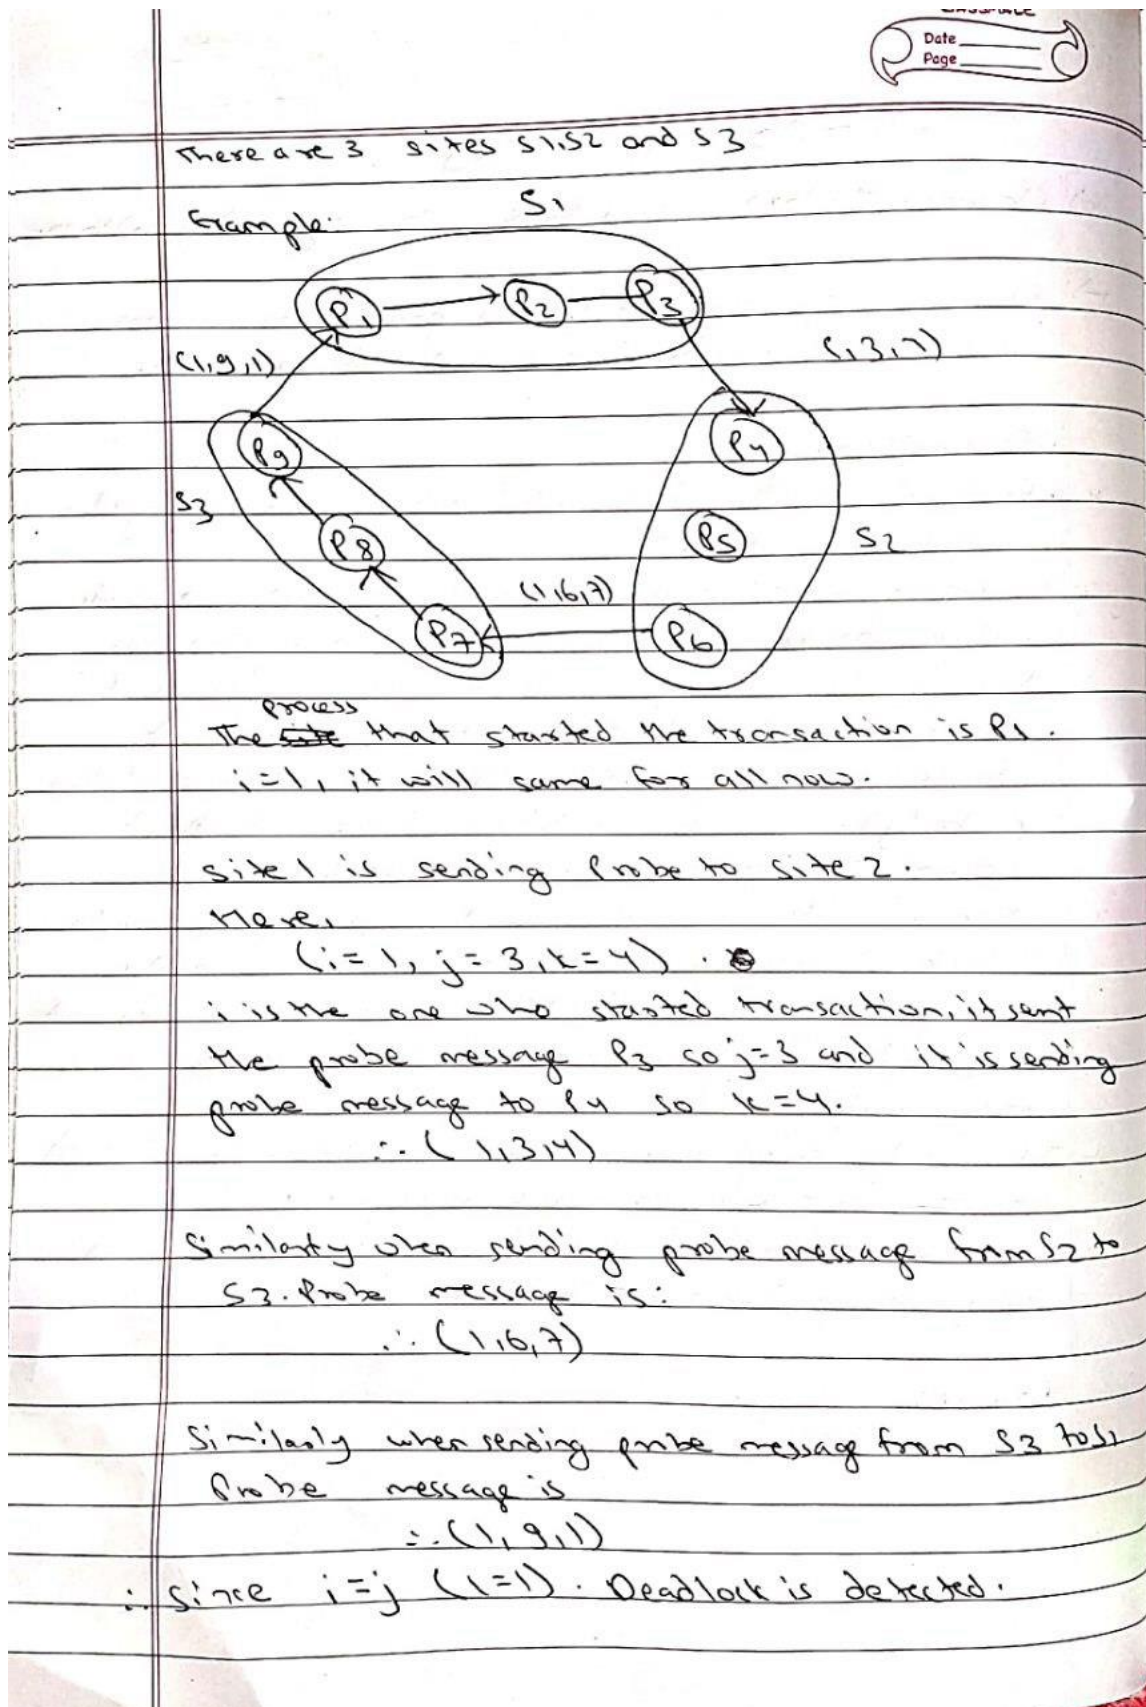 Date
Page
There are 3 sites S1,S2 and S3
Example:
S1
P1
P2
P3
(1,9,1)
P9
P4
S3
P8
P5
S2
(1,6,7)
P7
P6
process
The site that started the transaction is P1.
i=1, it will same for all now.
Site 1 is sending Probe to site 2.
Here,
(i=1, j=3, k=4).
i is the one who started transaction, it sent
the probe message P3 so j=3 and it is sending
probe message to P4 so k=4.
∴ (1,3,4)
Similarly when sending probe message from S2 to
S3. Probe message is:
∴ (1,6,7)
Similarly when sending probe message from S3 to S1
Probe message is
∴ (1,9,1)
∴ Since i=j (1=1). Deadlock is detected.